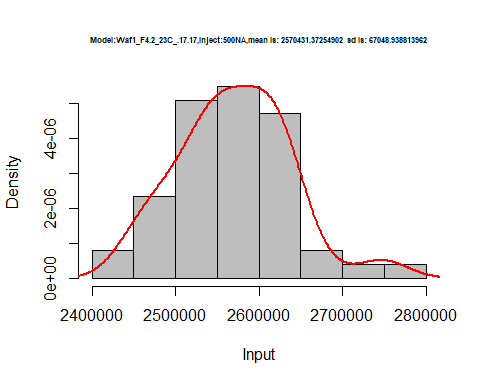 Model:Waf1_F4.2_23C_.17.17,Inject:500NA,mean is: 2570431.37254902 sd is: 67048.938813962
Density
0e+00 2e-06 4e-06
2400000 2500000 2600000 2700000 2800000
Input